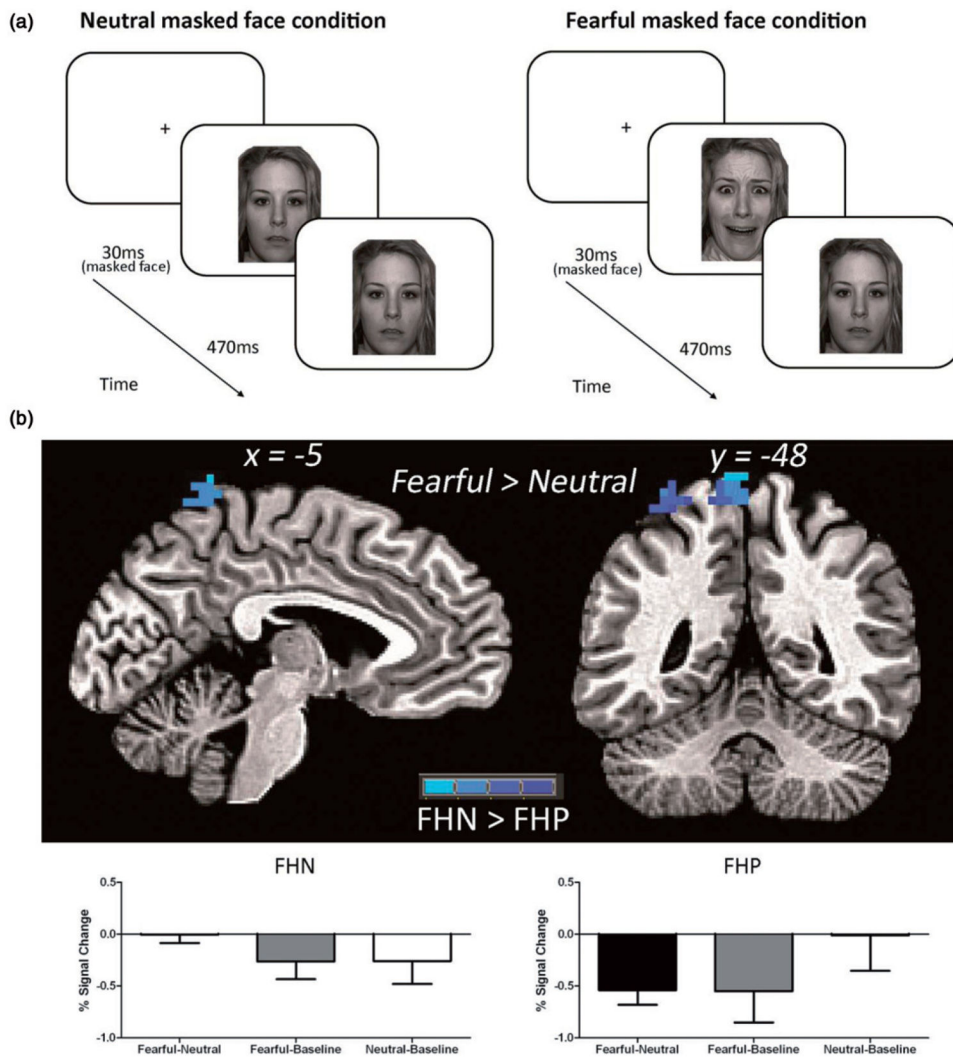 (a)
Neutral masked face condition
Fearful masked face condition
+
+
30ms
(masked face)
470ms
Time
30ms
(masked face)
470ms
Time
(b)
x = -5
y = -48
Fearful > Neutral
FHN > FHP
FHN
% Signal Change
0.5
0.0
-0.5
-1.0
Fearful-Neutral
Fearful-Baseline
Neutral-Baseline
FHP
% Signal Change
0.5
0.0
-0.5
-1.0
Fearful-Neutral
Fearful-Baseline
Neutral-Baseline